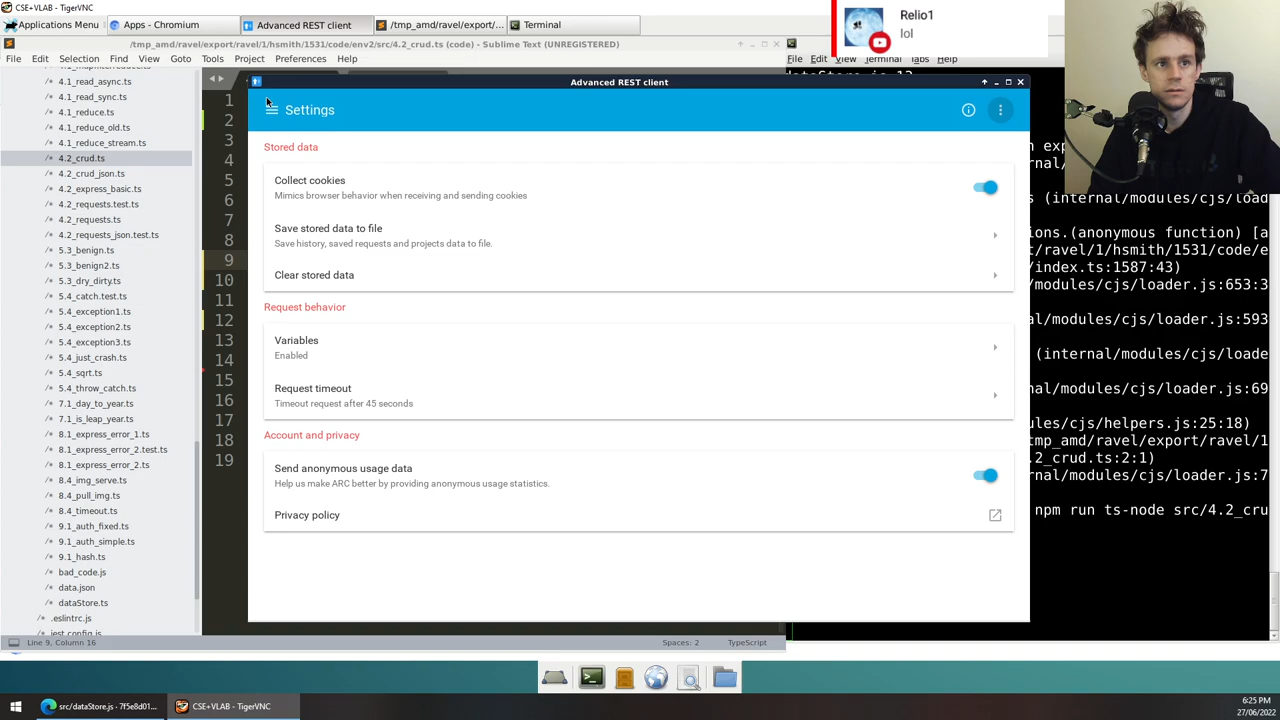 CSE+VLAB - TigerVNC
Applications Menu
Apps - Chromium
Advanced REST client
/tmp_amd/ravel/export/...
Terminal
Relio1
lol
/tmp_amd/ravel/export/ravel/1/hsmith/1531/code/env2/src/4.2_crud.ts (code) - Sublime Text (UNREGISTERED)
File Edit Selection Find View Goto Tools Project Preferences Help
File Edit View Terminal Tabs Help
4.1_read_async.ts
4.1_read_sync.ts
4.1_reduce.ts
4.1_reduce_old.ts
4.1_reduce_stream.ts
4.2_crud.ts
4.2_crud_json.ts
4.2_express_basic.ts
4.2_requests.test.ts
4.2_requests.ts
4.2_requests_json.test.ts
5.3_benign.ts
5.3_benign2.ts
5.3_dry_dirty.ts
5.4_catch.test.ts
5.4_exception1.ts
5.4_exception2.ts
5.4_exception3.ts
5.4_just_crash.ts
5.4_sqrt.ts
5.4_throw_catch.ts
7.1_day_to_year.ts
7.1_is_leap_year.ts
8.1_express_error_1.ts
8.1_express_error_2.test.ts
8.1_express_error_2.ts
8.4_img_serve.ts
8.4_pull_img.ts
8.4_timeout.ts
9.1_auth_fixed.ts
9.1_auth_simple.ts
9.1_hash.ts
bad_code.js
data.json
dataStore.ts
.eslintrc.js
jest.config.js
1
2
3
4
5
6
7
8
9
10
11
12
13
14
15
16
17
18
19
Advanced REST client
Settings
Stored data
Collect cookies
Mimics browser behavior when receiving and sending cookies
Save stored data to file
Save history, saved requests and projects data to file.
Clear stored data
Request behavior
Variables
Enabled
Request timeout
Timeout request after 45 seconds
Account and privacy
Send anonymous usage data
Help us make ARC better by providing anonymous usage statistics.
Privacy policy
(internal/modules/cjs/loader.js:
ions.(anonymous function) [a
ravel/1/hsmith/1531/code/e
/index.ts:1587:43)
/modules/cjs/loader.js:653:3
l/modules/cjs/loader.js:593
(internal/modules/cjs/loade
modules/cjs/loader.js:69
ules/cjs/helpers.js:25:18)
tmp_amd/ravel/export/ravel/1
.2_crud.ts:2:1)
/modules/cjs/loader.js:7
npm run ts-node src/4.2_cru
Line 9, Column 16
Spaces: 2
TypeScript
src/dataStore.js · 7f5e8d01...
CSE+VLAB - TigerVNC
6:25 PM
27/06/2022